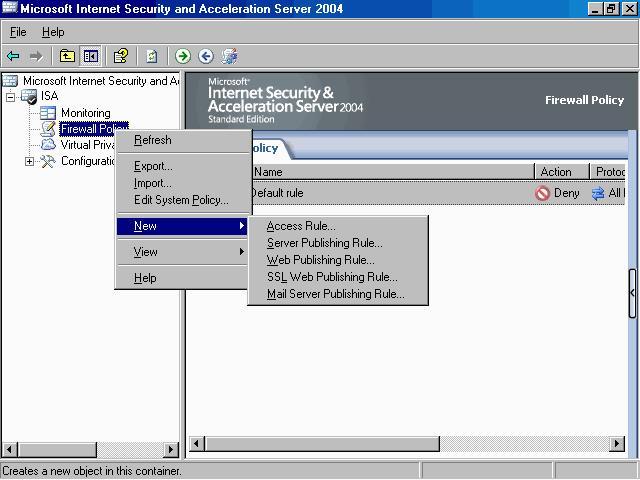 Microsoft Internet Security and Acceleration Server 2004
File Help
Microsoft Internet Security and A
ISA
Monitoring
Firewall Policy
Virtual Priva
Configuratio
Refresh
Export...
Import...
Edit System Policy...
New
View
Help
Access Rule...
Server Publishing Rule...
Web Publishing Rule...
SSL Web Publishing Rule...
Mail Server Publishing Rule...
Microsoft®
Internet Security &
Acceleration Server 2004
Standard Edition
Firewall Policy
olicy
Name Action Protoc
Default rule Deny All
Creates a new object in this container.